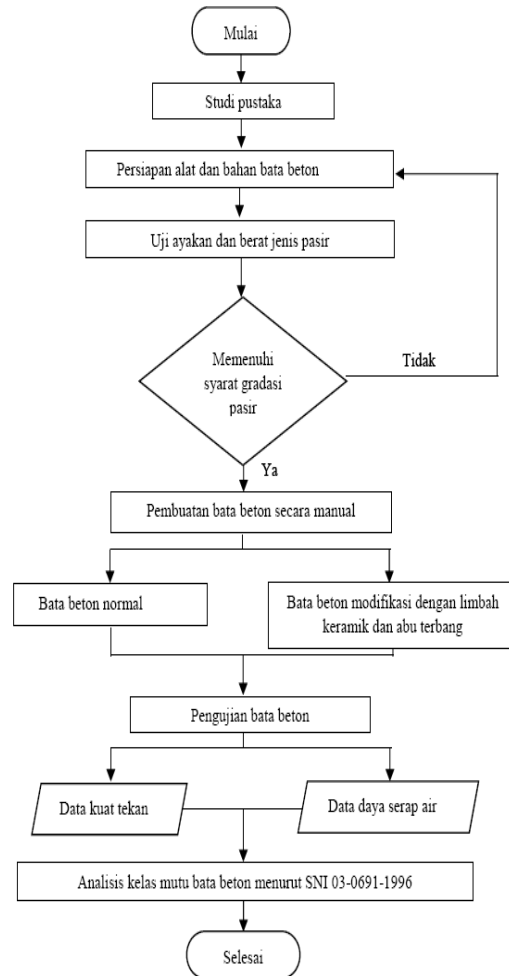 Mulai
Studi pustaka
Persiapan alat dan bahan bata beton
Uji ayakan dan berat jenis pasir
Memenuhi
syarat gradasi
pasir
Tidak
Ya
Pembuatan bata beton secara manual
Bata beton normal
Bata beton modifikasi dengan limbah
keramik dan abu terbang
Pengujian bata beton
Data kuat tekan
Data daya serap air
Analisis kelas mutu bata beton menurut SNI 03-0691-1996
Selesai